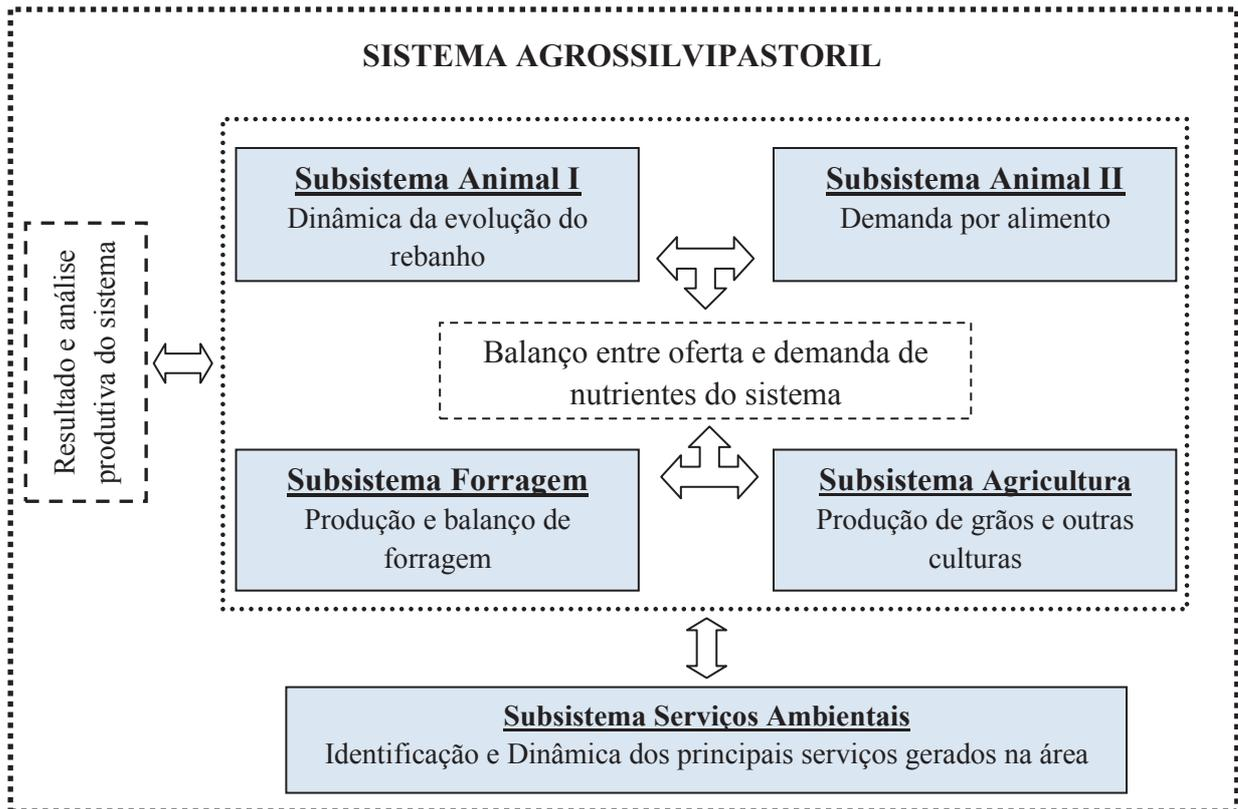 SISTEMA AGROSSILVIPASTORIL
Subsistema Animal I
Dinâmica da evolução do
rebanho
Subsistema Animal II
Demanda por alimento
Resultado e análise
produtiva do sistema
Balanço entre oferta e demanda de
nutrientes do sistema
Subsistema Forragem
Produção e balanço de
forragem
Subsistema Agricultura
Produção de grãos e outras
culturas
Subsistema Serviços Ambientais
Identificação e Dinâmica dos principais serviços gerados na área